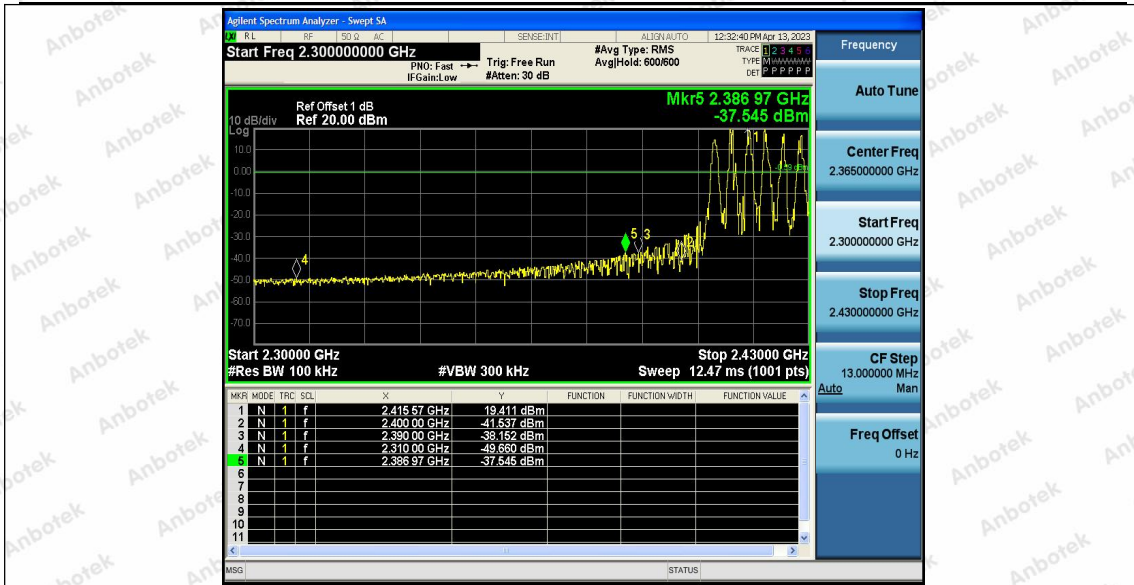 Agilent Spectrum Analyzer - Swept SA
LXI RL RF 50 Ω AC SENSE:INT ALIGN AUTO 12:32:40 PM Apr 13, 2023
Start Freq 2.300000000 GHz
PNO: Fast
IFGain:Low
Trig: Free Run
#Atten: 30 dB
#Avg Type: RMS
Avg|Hold: 600/600
TRACE 1 2 3 4 5 6
TYPE M
DET P P P P P P
Mkr5 2.386 97 GHz
-37.545 dBm
Ref Offset 1 dB
10 dB/div Ref 20.00 dBm
Log
10.0
0.00
-10.0
-20.0
-30.0
-40.0
-50.0
-60.0
-70.0
4
5
3
2
Start 2.30000 GHz Stop 2.43000 GHz
#Res BW 100 kHz #VBW 300 kHz Sweep 12.47 ms (1001 pts)
MKR MODE TRC SCL X Y FUNCTION FUNCTION WIDTH FUNCTION VALUE
1 N 1 f 2.415 57 GHz 19.411 dBm
2 N 1 f 2.400 00 GHz -41.537 dBm
3 N 1 f 2.390 00 GHz -38.152 dBm
4 N 1 f 2.310 00 GHz -49.660 dBm
5 N 1 f 2.386 97 GHz -37.545 dBm
6
7
8
9
10
11
MSG STATUS
Frequency
Auto Tune
Center Freq
2.365000000 GHz
Start Freq
2.300000000 GHz
Stop Freq
2.430000000 GHz
CF Step
13.000000 MHz
Auto Man
Freq Offset
0 Hz
Anbotek